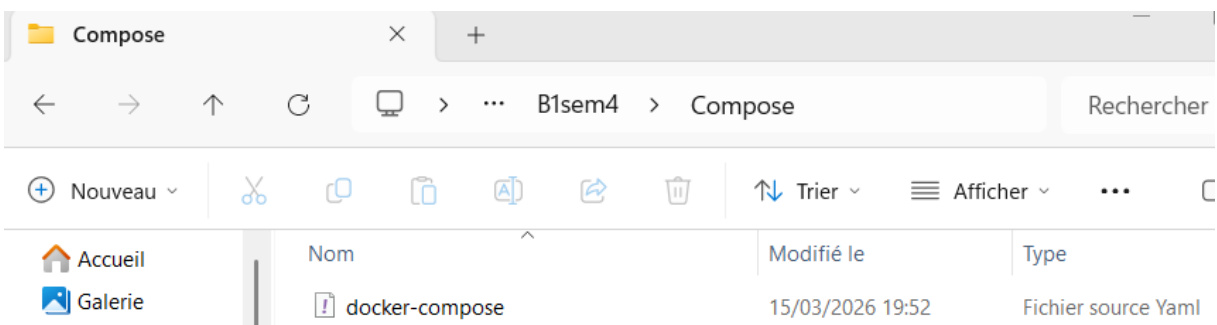 Compose
B1sem4 > Compose Rechercher
Nouveau Trier Afficher
Accueil Nom Modifié le Type
Galerie docker-compose 15/03/2026 19:52 Fichier source Yaml